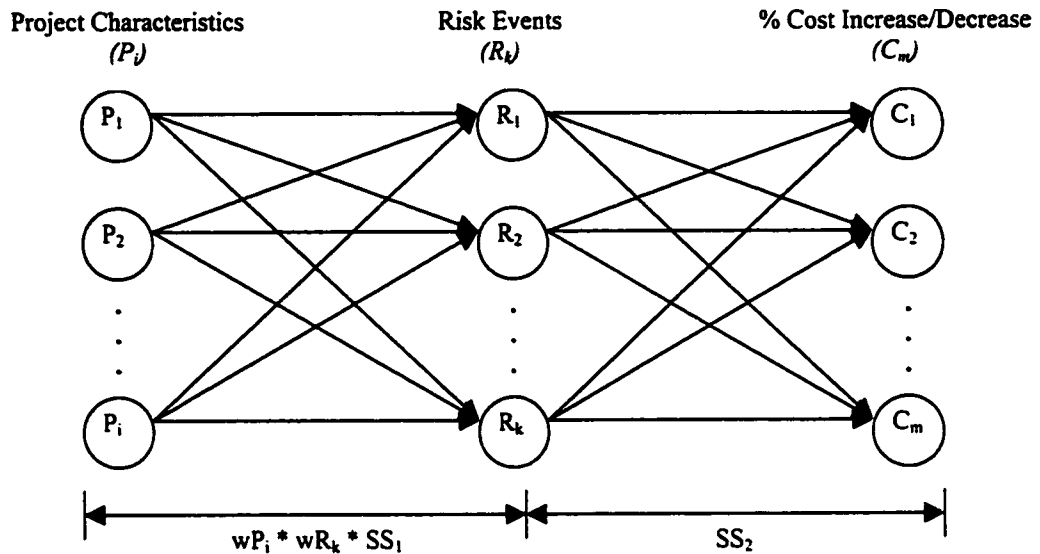 Project Characteristics Risk Events % Cost Increase/Decrease
(Pi) (Rk) (Cm)
P1 R1 C1
P2 R2 C2
Pi Rk Cm
wPi * wRk * SS1 SS2